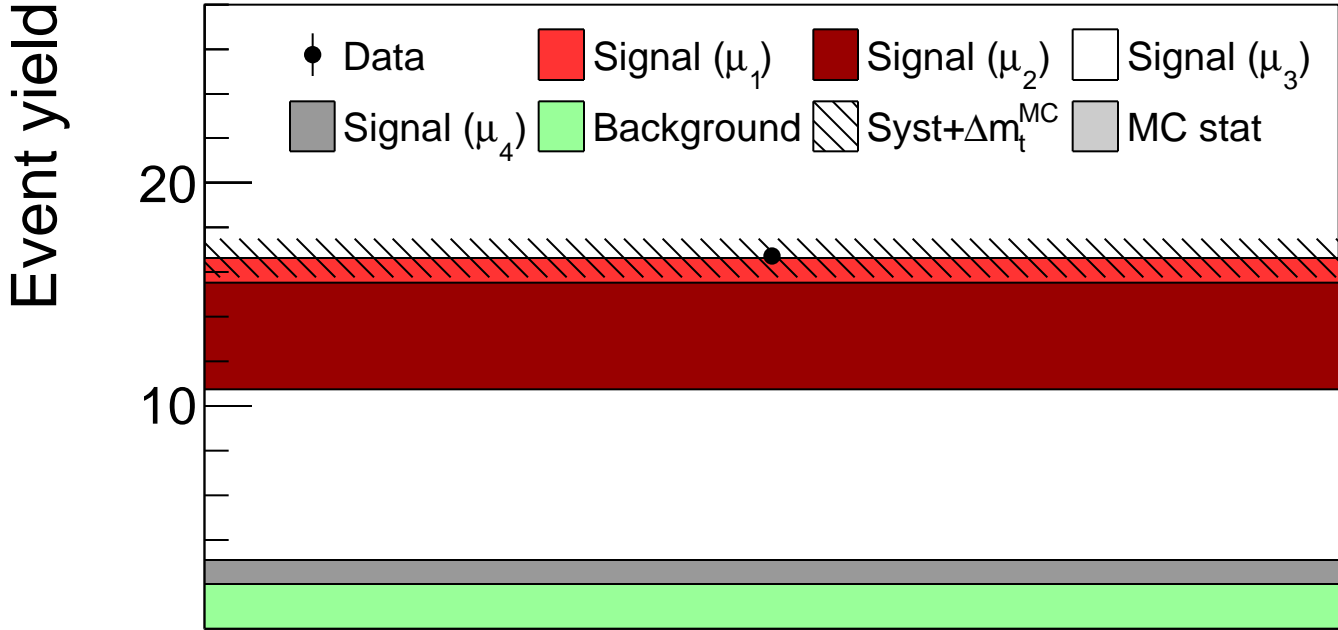 Event yield
Data Signal (μ₁) Signal (μ₂) Signal (μ₃)
Signal (μ₄) Background Syst+Δmₜᴹᶜ MC stat
20
10